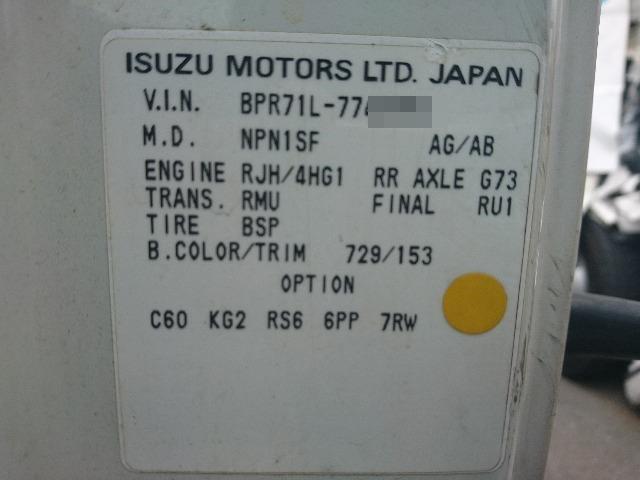 ISUZU MOTORS LTD. JAPAN
V.I.N. BPR71L-77
M.D. NPN1SF AG/AB
ENGINE RJH/4HG1 RR AXLE G73
TRANS. RMU FINAL RU1
TIRE BSP
B.COLOR/TRIM 729/153
OPTION
C60 KG2 RS6 6PP 7RW